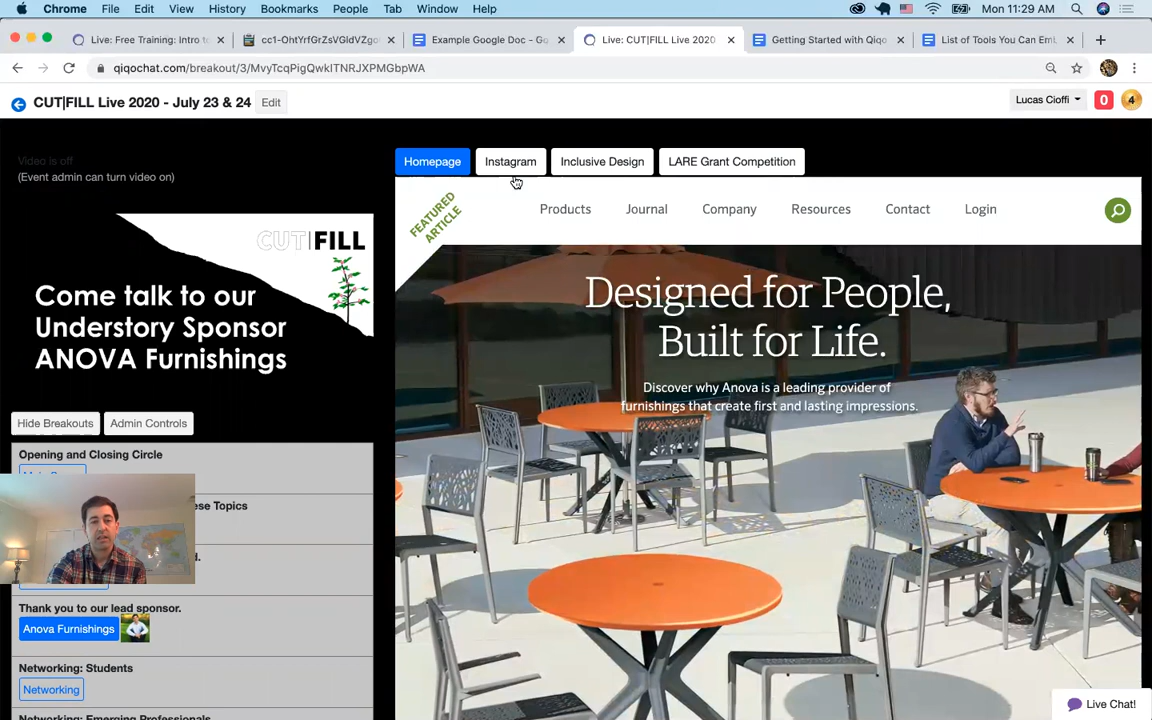 Chrome File Edit View History Bookmarks People Tab Window Help Mon 11:29 AM
Live: Free Training: Intro to
cc1-OhtYrfGrZsVGldVZgo
Example Google Doc - Go
Live: CUT|FILL Live 2020
Getting Started with Qiqo
List of Tools You Can Emb
qiqochat.com/breakout/3/MvyTcqPigQwkITNRJXPMGbpWA
CUT|FILL Live 2020 - July 23 & 24 Edit
Lucas Cioffi 0 4
Video is off
(Event admin can turn video on)
CUT|FILL
Come talk to our
Understory Sponsor
ANOVA Furnishings
Hide Breakouts Admin Controls
Opening and Closing Circle
ese Topics
d.
Thank you to our lead sponsor.
Anova Furnishings
Networking: Students
Networking
Networking: Emerging Professionals
Homepage Instagram Inclusive Design LARE Grant Competition
FEATURED
ARTICLE
Products Journal Company Resources Contact Login
Designed for People,
Built for Life.
Discover why Anova is a leading provider of
furnishings that create first and lasting impressions.
Live Chat!